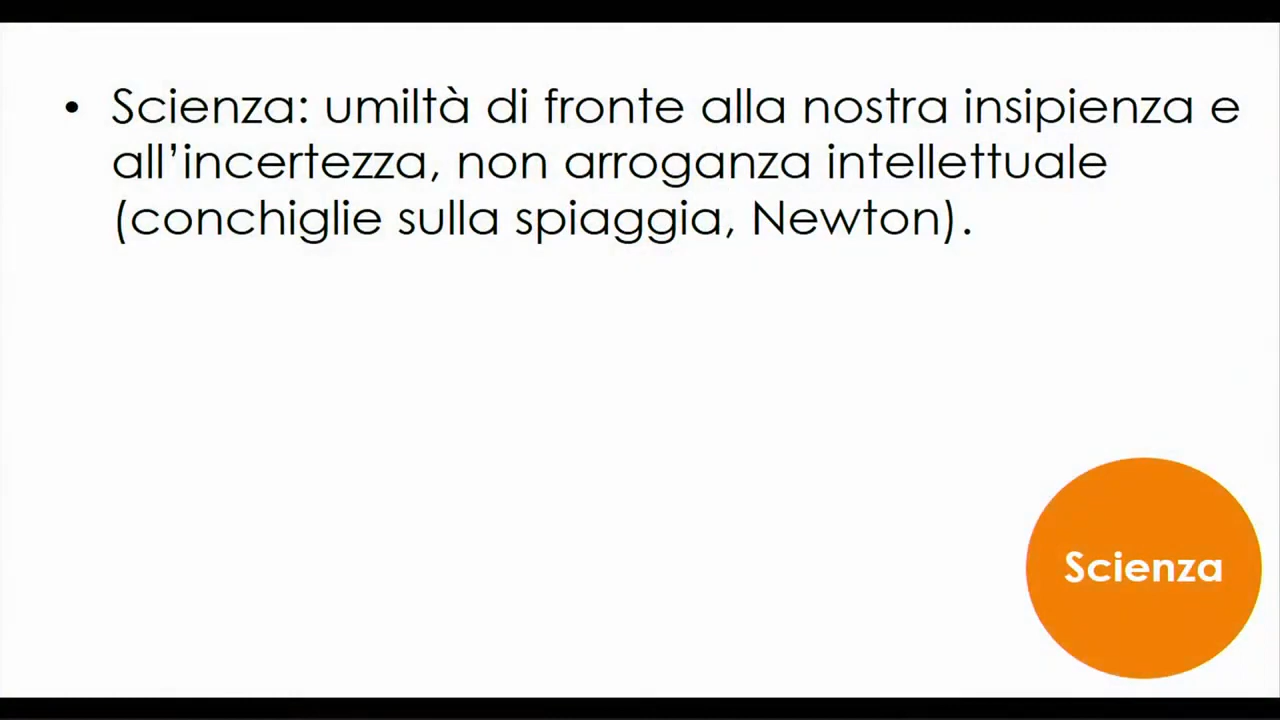 • Scienza: umiltà di fronte alla nostra insipienza e
all’incertezza, non arroganza intellettuale
(conchiglie sulla spiaggia, Newton).
Scienza